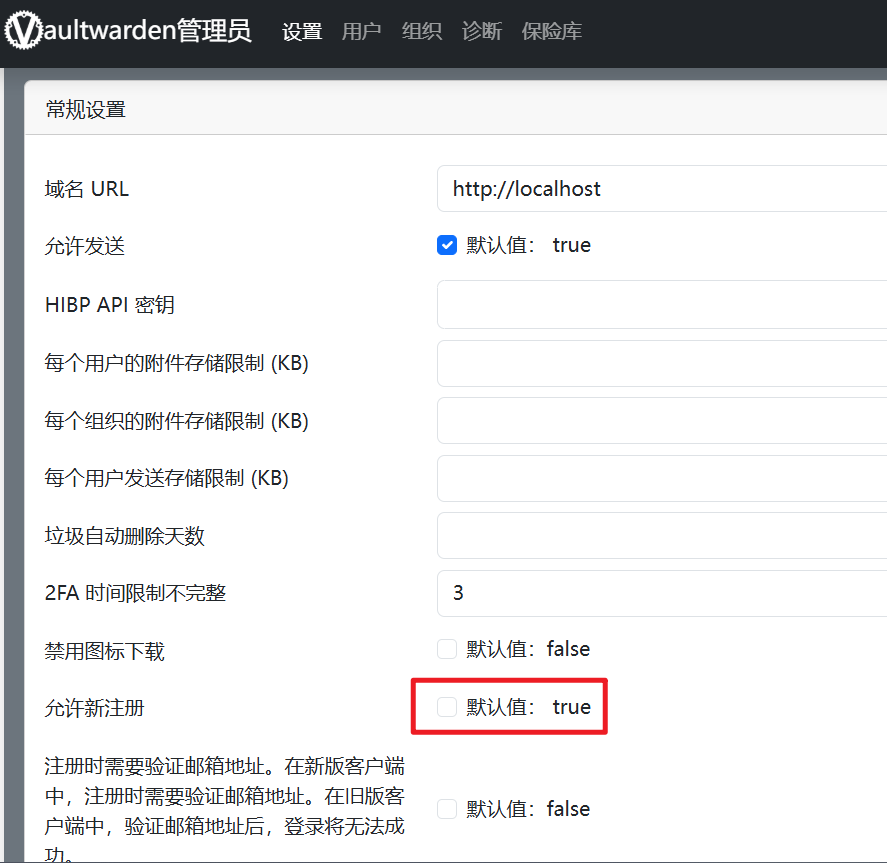 Vaultwarden管理员 设置 用户 组织 诊断 保险库
常规设置
域名 URL http://localhost
允许发送 默认值： true
HIBP API 密钥
每个用户的附件存储限制 (KB)
每个组织的附件存储限制 (KB)
每个用户发送存储限制 (KB)
垃圾自动删除天数
2FA 时间限制不完整 3
禁用图标下载 默认值：false
允许新注册 默认值： true
注册时需要验证邮箱地址。在新版客户端
中，注册时需要验证邮箱地址。在旧版客
户端中，验证邮箱地址后，登录将无法成
功。
默认值：false